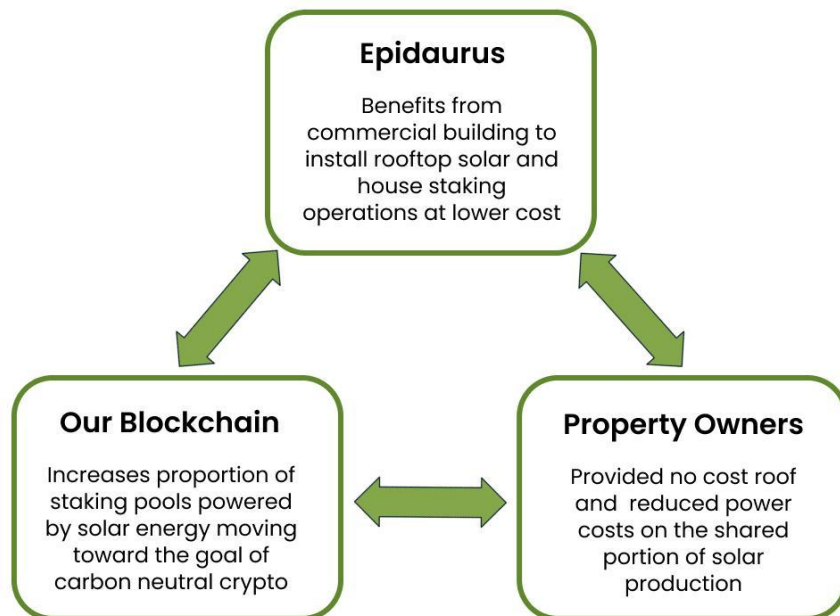 Epidaurus
Benefits from
commercial building to
install rooftop solar and
house staking
operations at lower cost
Our Blockchain
Increases proportion of
staking pools powered
by solar energy moving
toward the goal of
carbon neutral crypto
Property Owners
Provided no cost roof
and reduced power
costs on the shared
portion of solar
production